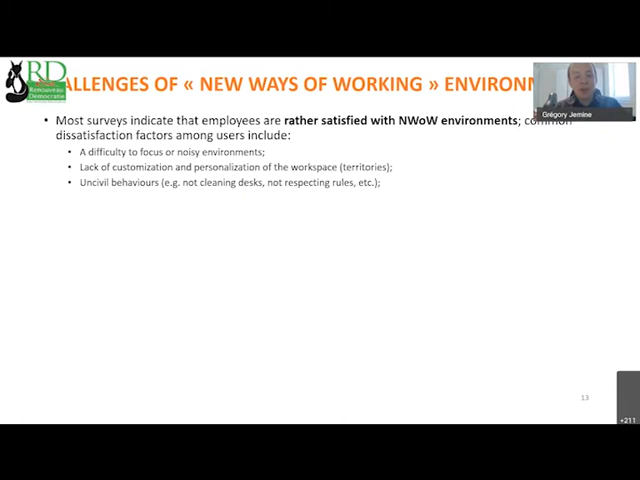 RD
Renouveau
Démocratie
ALLENGES OF « NEW WAYS OF WORKING » ENVIRONM
Grégory Jemine
• Most surveys indicate that employees are rather satisfied with NWoW environments; common
dissatisfaction factors among users include:
• A difficulty to focus or noisy environments;
• Lack of customization and personalization of the workspace (territories);
• Uncivil behaviours (e.g. not cleaning desks, not respecting rules, etc.);
13
+211